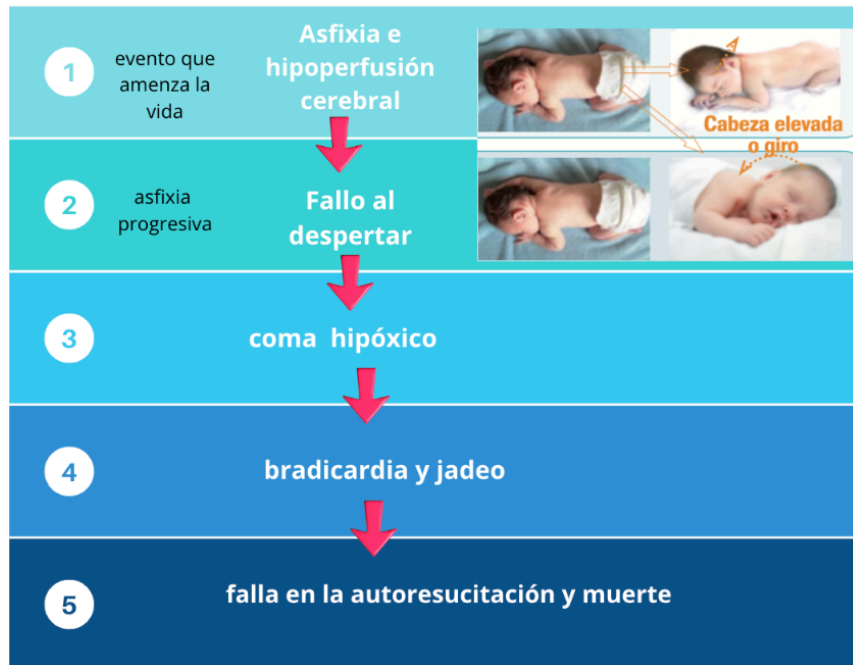 1
evento que
amenza la
vida
Asfixia e
hipoperfusión
cerebral
Cabeza elevada
o giro
2
asfixia
progresiva
Fallo al
despertar
3
coma hipóxico
4
bradicardia y jadeo
5
falla en la autoresucitación y muerte